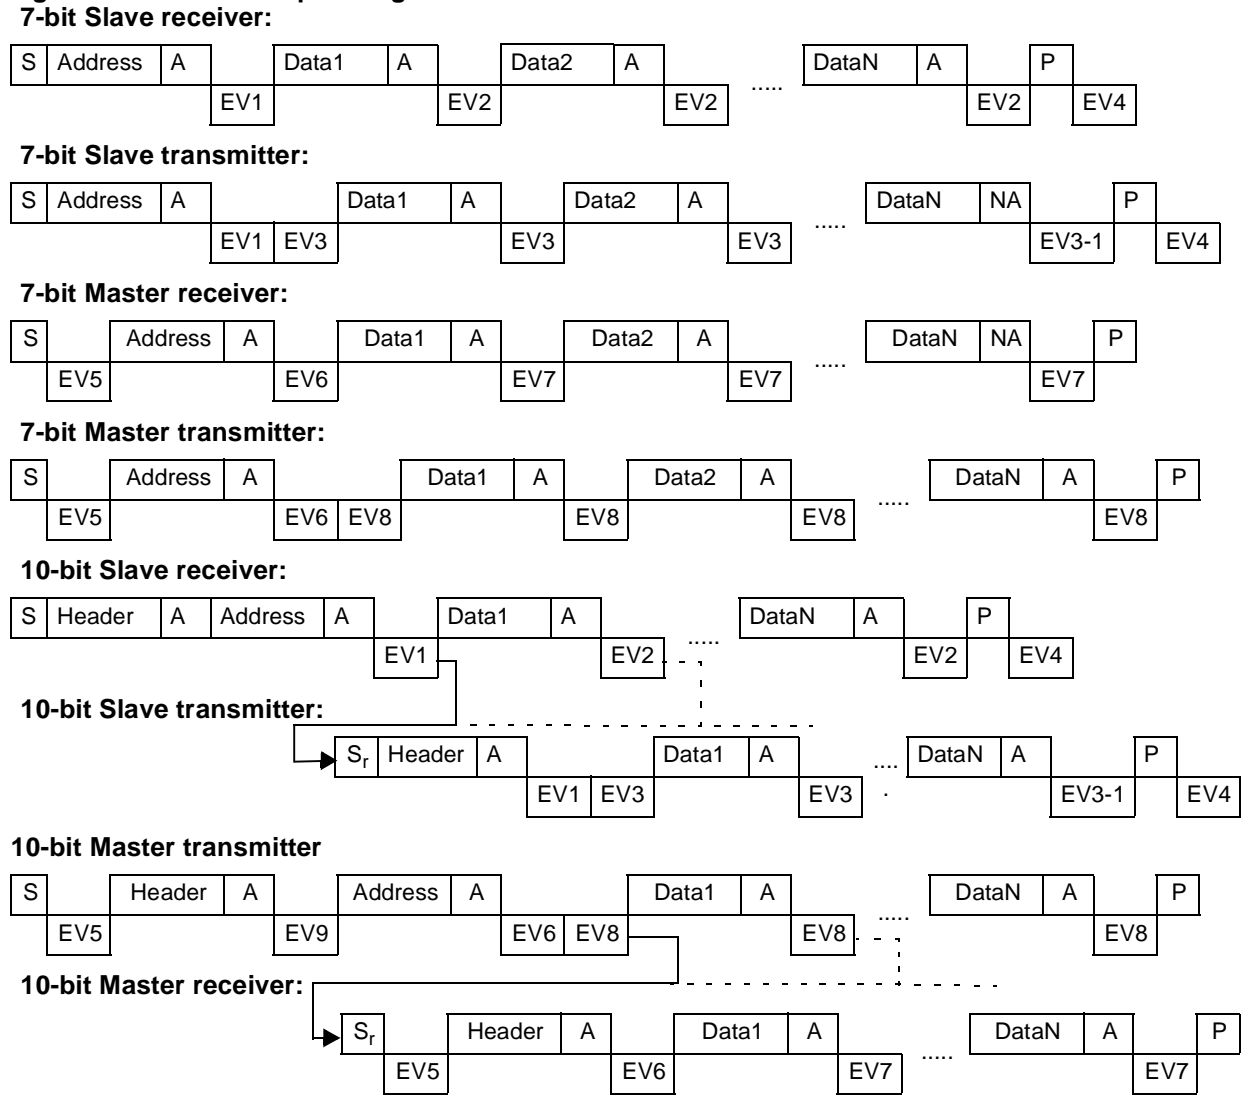 7-bit Slave receiver:
S Address A Data1 A Data2 A ..... DataN A P
EV1 EV2 EV2 EV2 EV4
7-bit Slave transmitter:
S Address A Data1 A Data2 A ..... DataN NA P
EV1 EV3 EV3 EV3 EV3-1 EV4
7-bit Master receiver:
S Address A Data1 A Data2 A ..... DataN NA P
EV5 EV6 EV7 EV7 EV7
7-bit Master transmitter:
S Address A Data1 A Data2 A ..... DataN A P
EV5 EV6 EV8 EV8 EV8 EV8
10-bit Slave receiver:
S Header A Address A Data1 A ..... DataN A P
EV1 EV2 EV2 EV4
10-bit Slave transmitter:
Sr Header A Data1 A .... DataN A P
EV1 EV3 EV3 . EV3-1 EV4
10-bit Master transmitter
S Header A Address A Data1 A ..... DataN A P
EV5 EV9 EV6 EV8 EV8 EV8
10-bit Master receiver:
Sr Header A Data1 A ..... DataN A P
EV5 EV6 EV7 EV7